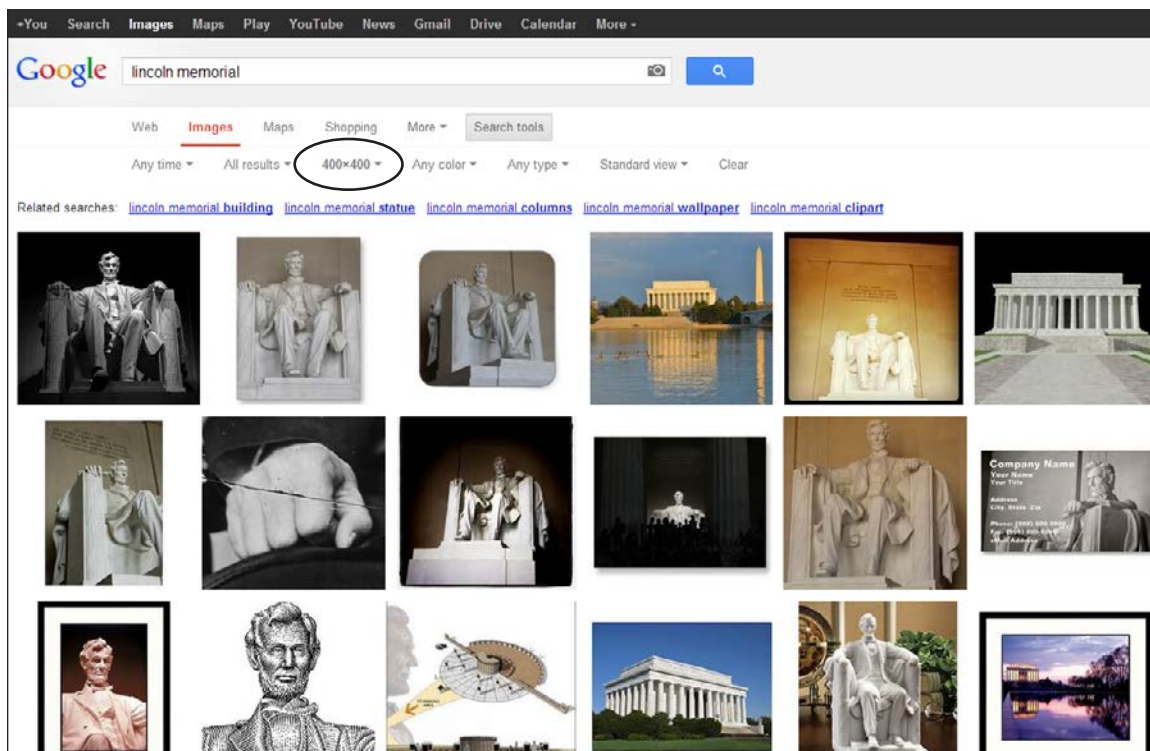 +You Search Images Maps Play YouTube News Gmail Drive Calendar More
Google lincoln memorial
Web Images Maps Shopping More Search tools
Any time All results 400×400 Any color Any type Standard view Clear
Related searches: lincoln memorial building lincoln memorial statue lincoln memorial columns lincoln memorial wallpaper lincoln memorial clipart
Company Name
Your Name
Your Title
Address
City, State Zip